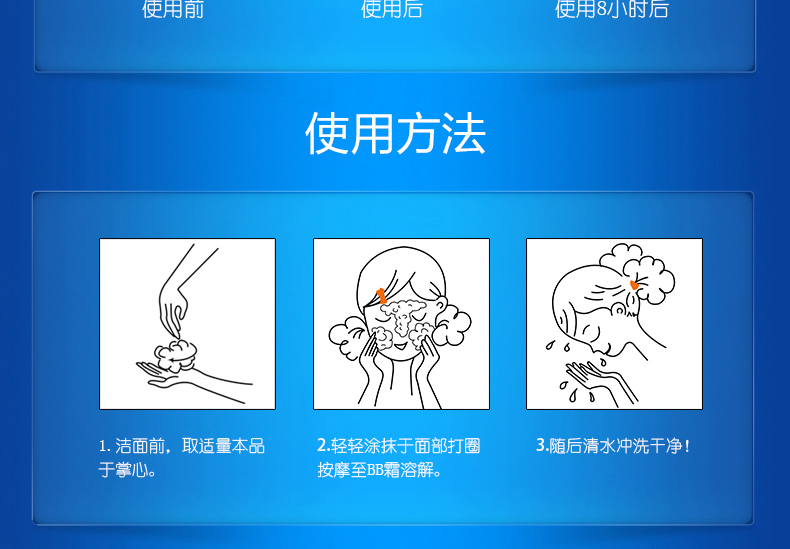 使用前
使用后
使用8小时后
使用方法
1. 洁面前，取适量本品
于掌心。
2.轻轻涂抹于面部打圈
按摩至BB霜溶解。
3.随后清水冲洗干净！